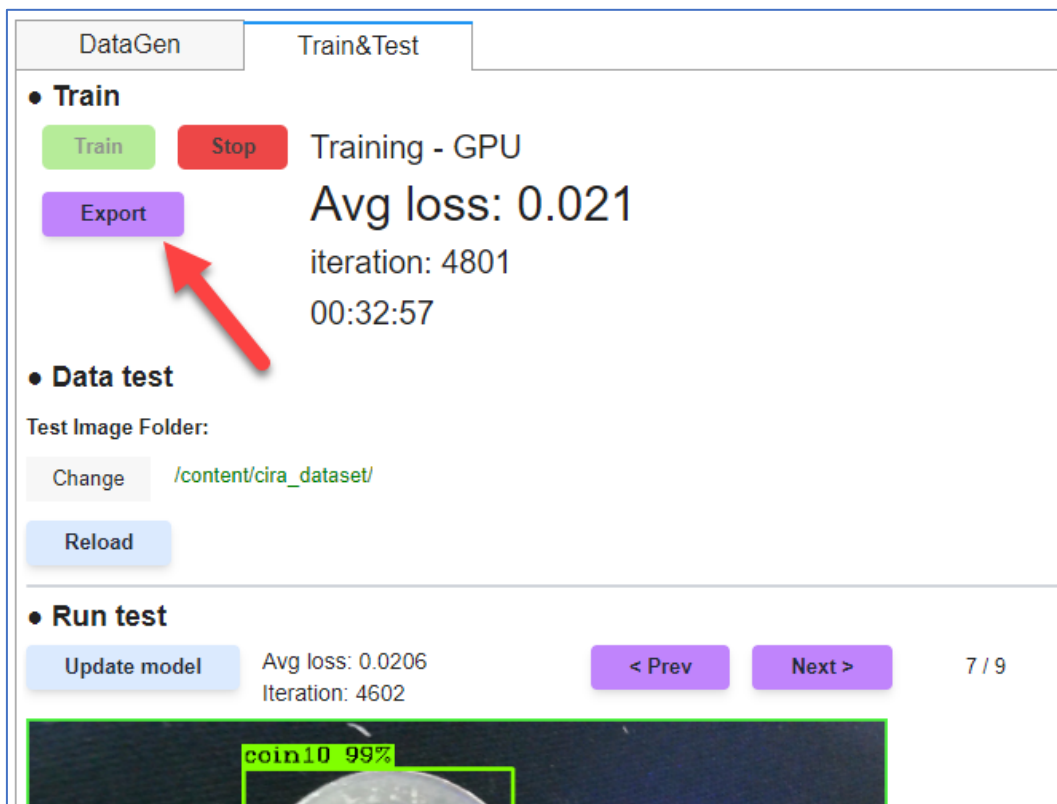 DataGen Train&Test
● Train
Train Stop Training - GPU
Export Avg loss: 0.021
iteration: 4801
00:32:57
● Data test
Test Image Folder:
Change /content/cira_dataset/
Reload
● Run test
Update model Avg loss: 0.0206 < Prev Next > 7 / 9
Iteration: 4602
coin10 99%